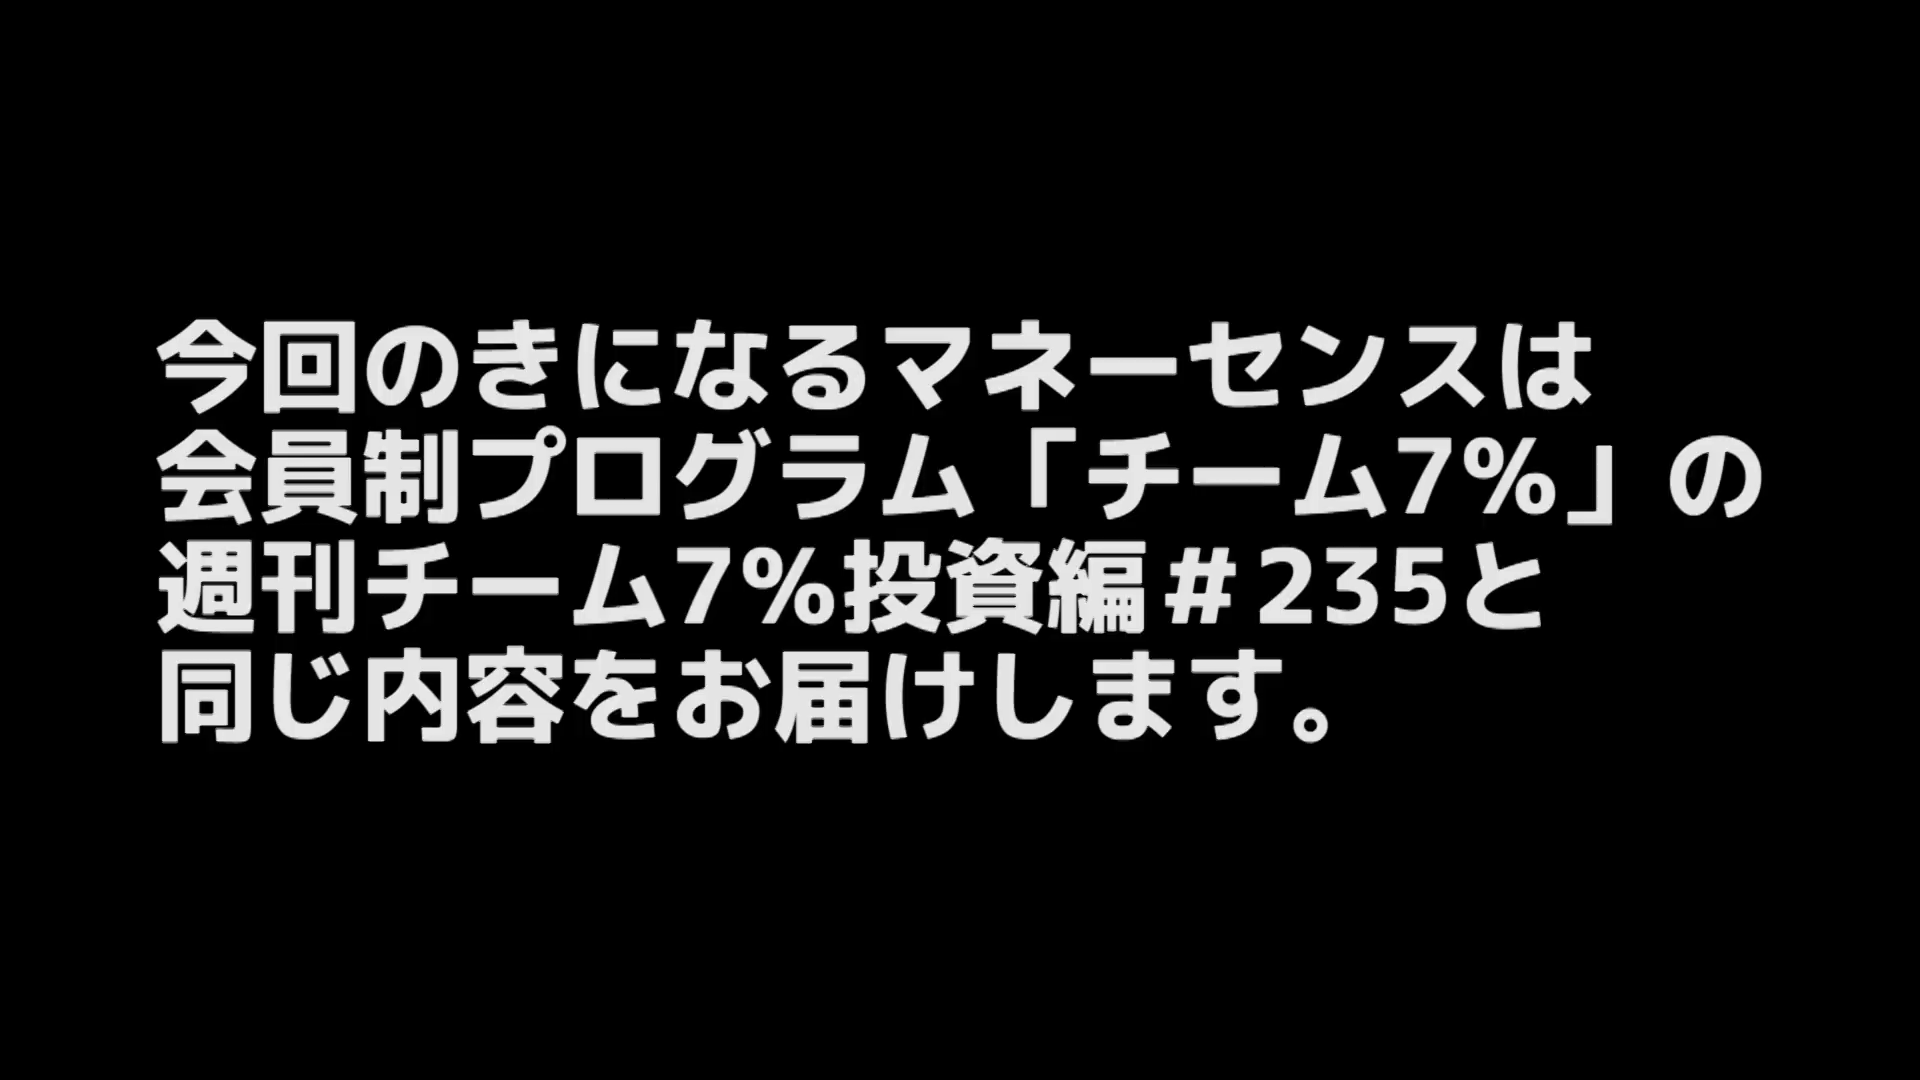 今回のきになるマネーセンスは
会員制プログラム「チーム7%」の
週刊チーム7%投資編＃235と
同じ内容をお届けします。